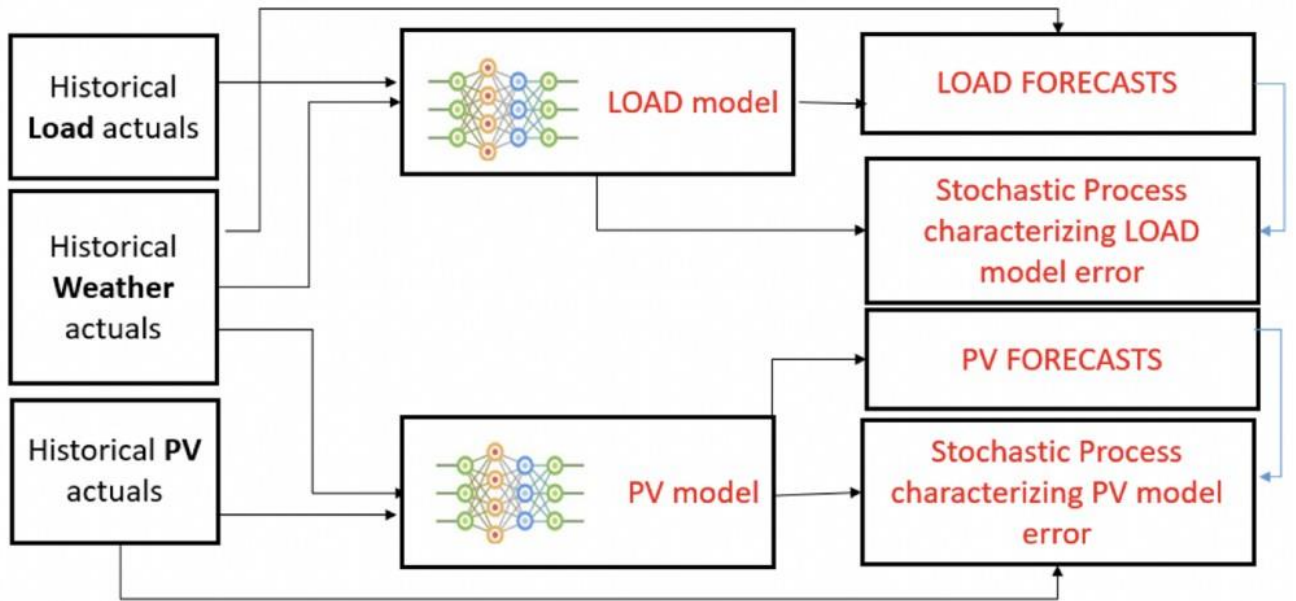 Historical
Load actuals
Historical
Weather
actuals
Historical PV
actuals
LOAD model
PV model
LOAD FORECASTS
Stochastic Process
characterizing LOAD
model error
PV FORECASTS
Stochastic Process
characterizing PV model
error